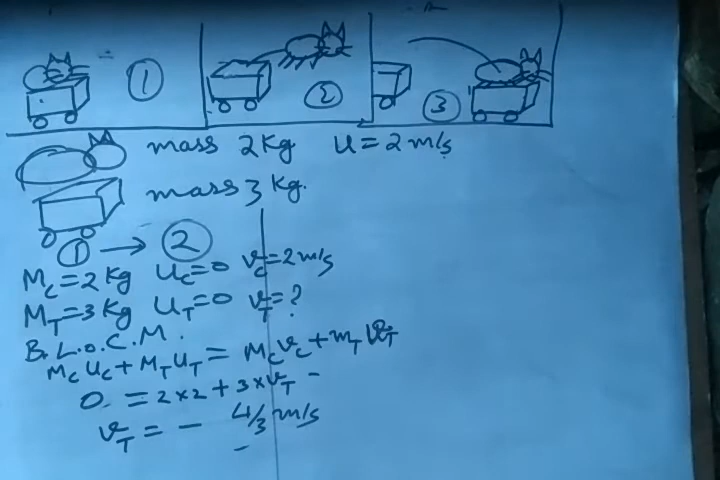 ① ② ③
mass 2 Kg u = 2 m/s
mass 3 Kg.
① → ②
M_C = 2 Kg U_C = 0 v_C = 2 m/s
M_T = 3 Kg U_T = 0 v_T = ?
B.L.O.C.M.
M_C U_C + M_T U_T = M_C v_C + m_T v_T
0 = 2 × 2 + 3 × v_T
v_T = - 4/3 m/s